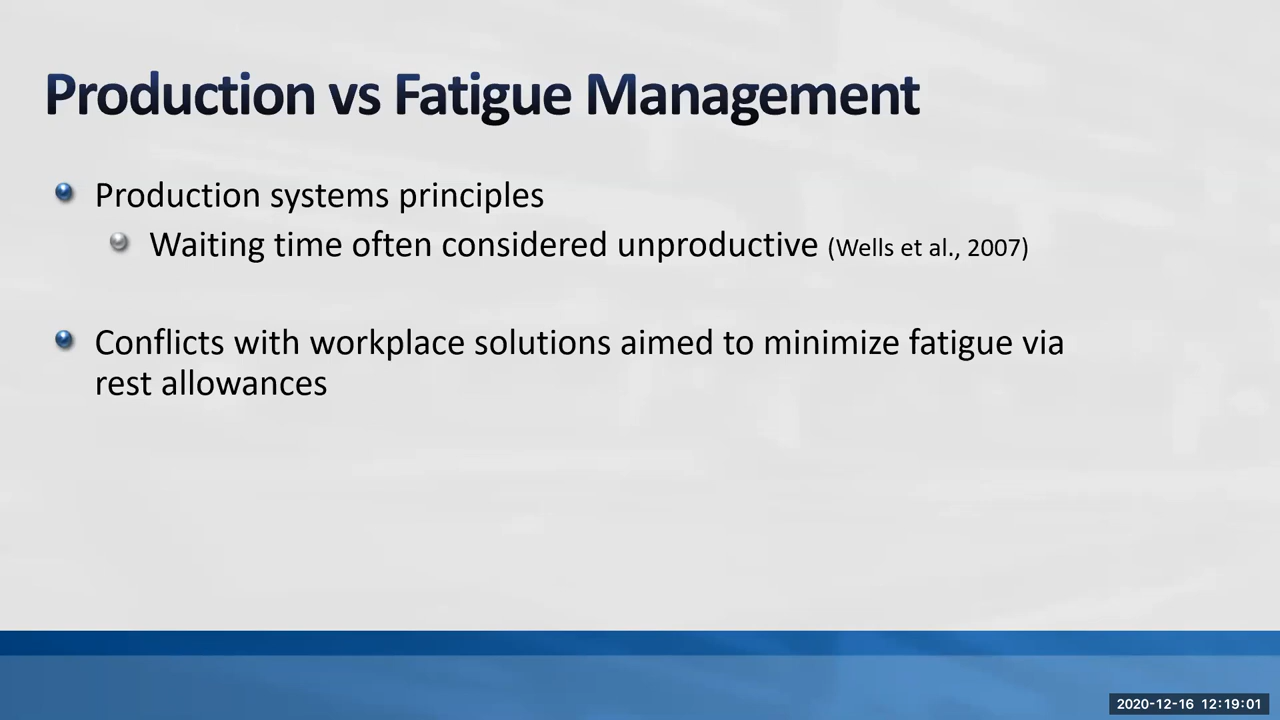 Production vs Fatigue Management
Production systems principles
Waiting time often considered unproductive (Wells et al., 2007)
Conflicts with workplace solutions aimed to minimize fatigue via
rest allowances
2020-12-16 12:19:01